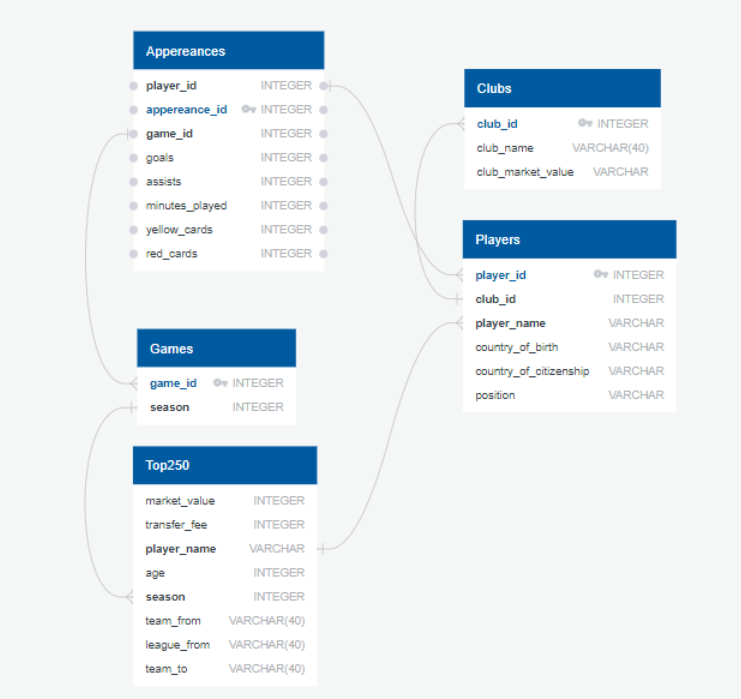 Appereances
player_id INTEGER
appereance_id INTEGER
game_id INTEGER
goals INTEGER
assists INTEGER
minutes_played INTEGER
yellow_cards INTEGER
red_cards INTEGER
Clubs
club_id INTEGER
club_name VARCHAR(40)
club_market_value VARCHAR
Players
player_id INTEGER
club_id INTEGER
player_name VARCHAR
country_of_birth VARCHAR
country_of_citizenship VARCHAR
position VARCHAR
Games
game_id INTEGER
season INTEGER
Top250
market_value INTEGER
transfer_fee INTEGER
player_name VARCHAR
age INTEGER
season INTEGER
team_from VARCHAR(40)
league_from VARCHAR(40)
team_to VARCHAR(40)